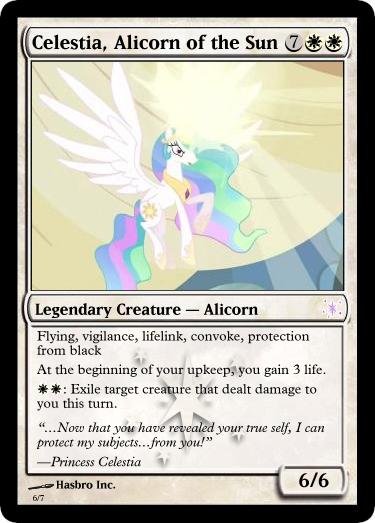 Celestia, Alicorn of the Sun 7
Legendary Creature — Alicorn
Flying, vigilance, lifelink, convoke, protection
from black
At the beginning of your upkeep, you gain 3 life.
: Exile target creature that dealt damage to
you this turn.
“…Now that you have revealed your true self, I can
protect my subjects…from you!”
—Princess Celestia
6/6
Hasbro Inc.
6/7